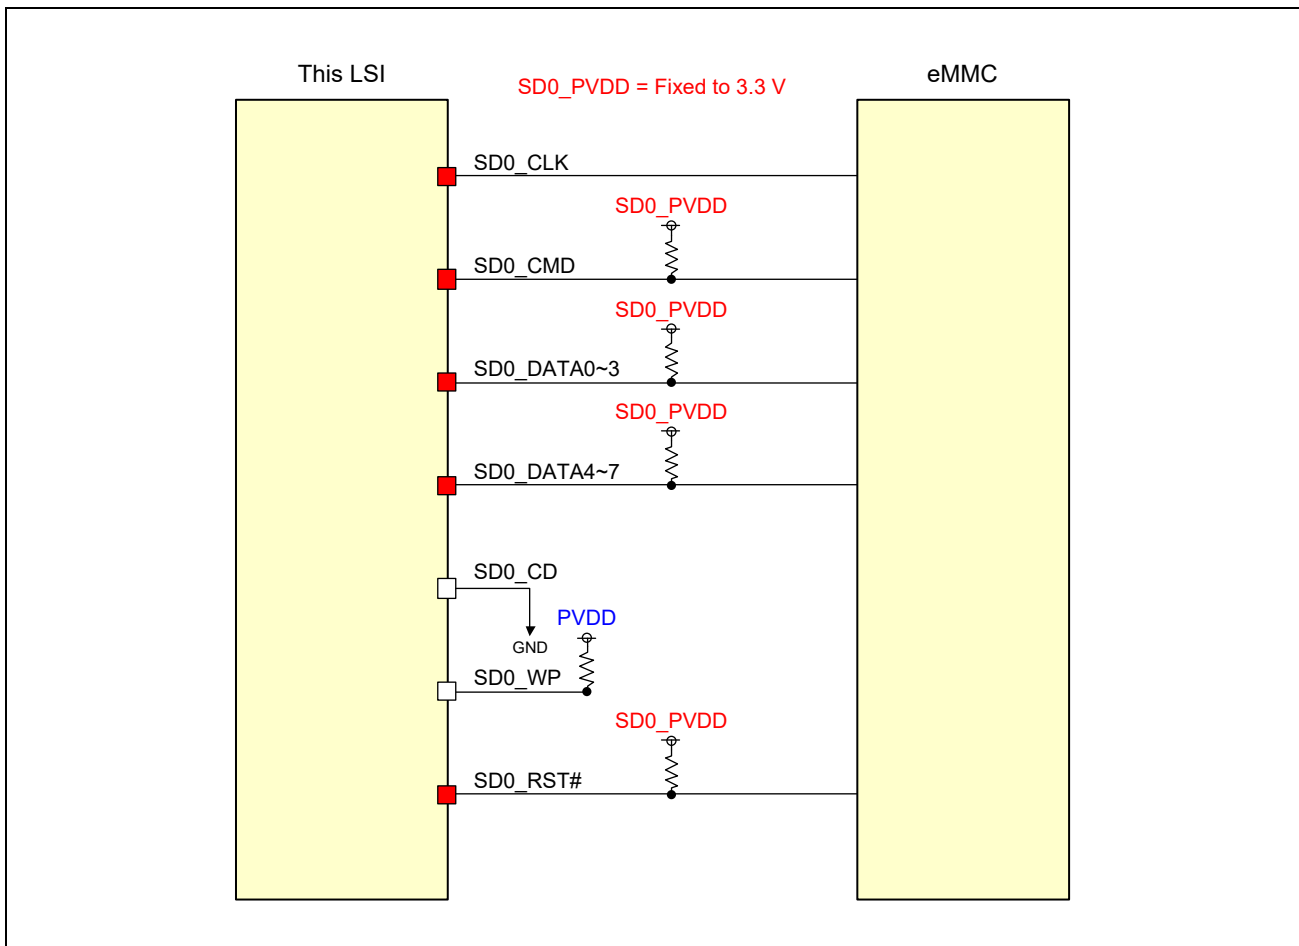 This LSI
SD0_PVDD = Fixed to 3.3 V
eMMC
SD0_CLK
SD0_PVDD
SD0_CMD
SD0_PVDD
SD0_DATA0~3
SD0_PVDD
SD0_DATA4~7
SD0_CD
PVDD
GND
SD0_WP
SD0_PVDD
SD0_RST#